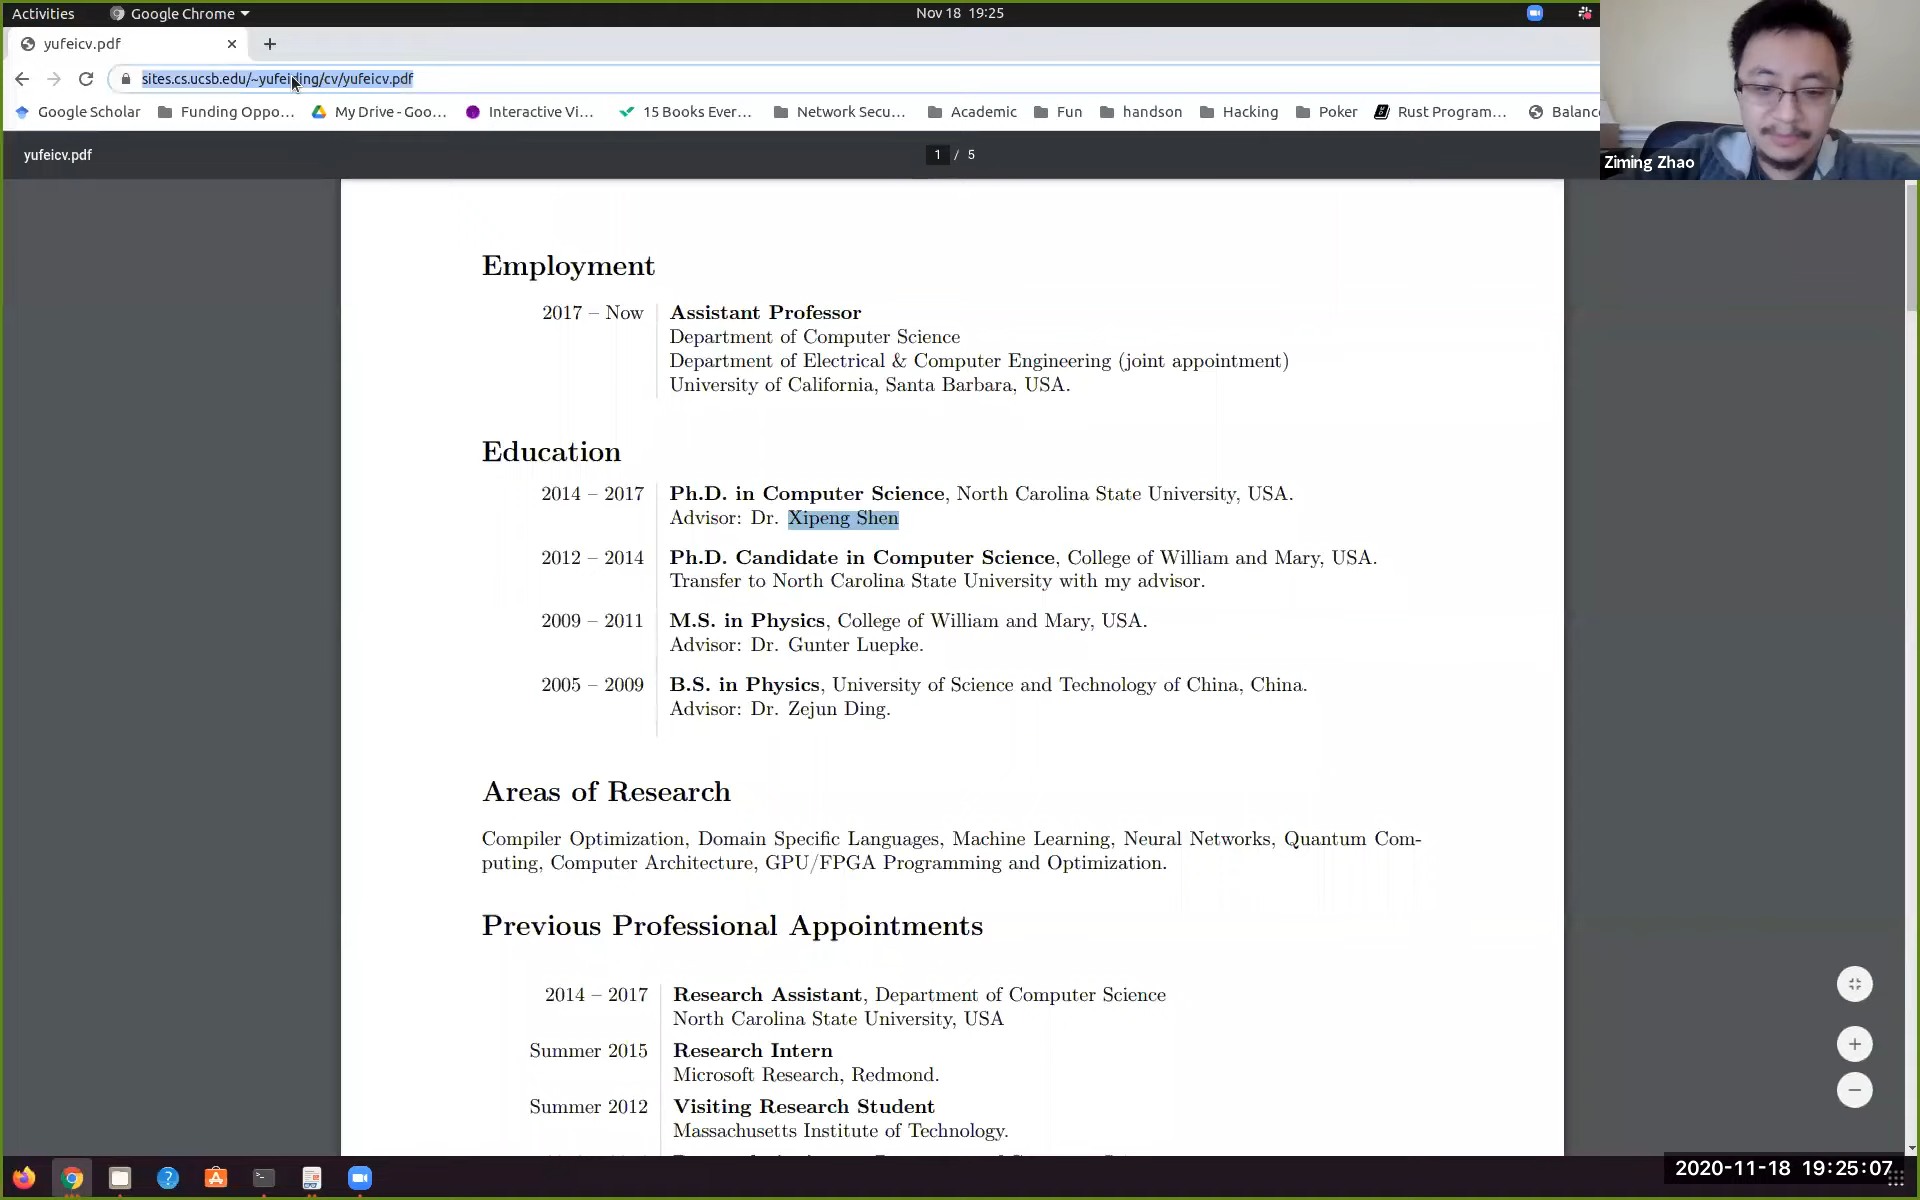 Activities
Google Chrome
Nov 18 19:25
yufeicv.pdf
sites.cs.ucsb.edu/~yufeiding/cv/yufeicv.pdf
Google Scholar
Funding Oppo...
My Drive - Goo...
Interactive Vi...
15 Books Ever...
Network Secu...
Academic
Fun
handson
Hacking
Poker
Rust Program...
Balanc
Ziming Zhao
yufeicv.pdf
1 / 5
Employment
2017 – Now Assistant Professor
Department of Computer Science
Department of Electrical & Computer Engineering (joint appointment)
University of California, Santa Barbara, USA.
Education
2014 – 2017 Ph.D. in Computer Science, North Carolina State University, USA.
Advisor: Dr. Xipeng Shen
2012 – 2014 Ph.D. Candidate in Computer Science, College of William and Mary, USA.
Transfer to North Carolina State University with my advisor.
2009 – 2011 M.S. in Physics, College of William and Mary, USA.
Advisor: Dr. Gunter Luepke.
2005 – 2009 B.S. in Physics, University of Science and Technology of China, China.
Advisor: Dr. Zejun Ding.
Areas of Research
Compiler Optimization, Domain Specific Languages, Machine Learning, Neural Networks, Quantum Com-
puting, Computer Architecture, GPU/FPGA Programming and Optimization.
Previous Professional Appointments
2014 – 2017 Research Assistant, Department of Computer Science
North Carolina State University, USA
Summer 2015 Research Intern
Microsoft Research, Redmond.
Summer 2012 Visiting Research Student
Massachusetts Institute of Technology.
2020-11-18 19:25:07